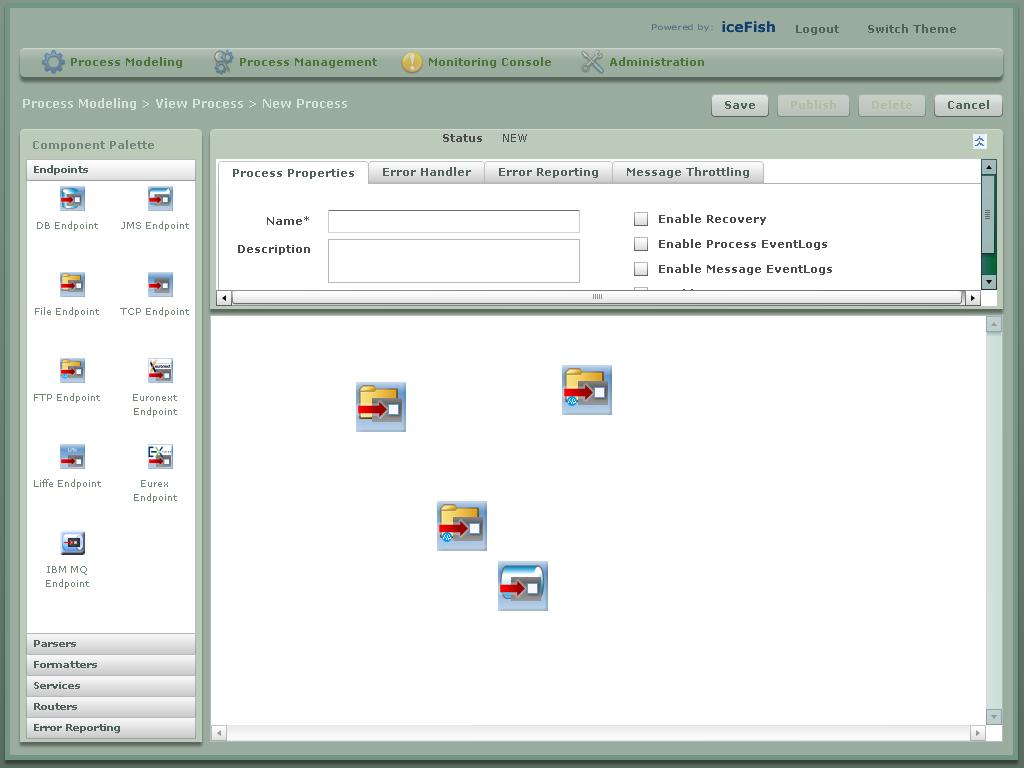 Powered by: iceFish Logout Switch Theme
Process Modeling Process Management Monitoring Console Administration
Process Modeling > View Process > New Process
Save Publish Delete Cancel
Component Palette
Endpoints
DB Endpoint JMS Endpoint
File Endpoint TCP Endpoint
FTP Endpoint Euronext
Endpoint
Liffe Endpoint Eurex
Endpoint
IBM MQ
Endpoint
Parsers
Formatters
Services
Routers
Error Reporting
Status NEW
Process Properties Error Handler Error Reporting Message Throttling
Name*
Description
Enable Recovery
Enable Process EventLogs
Enable Message EventLogs